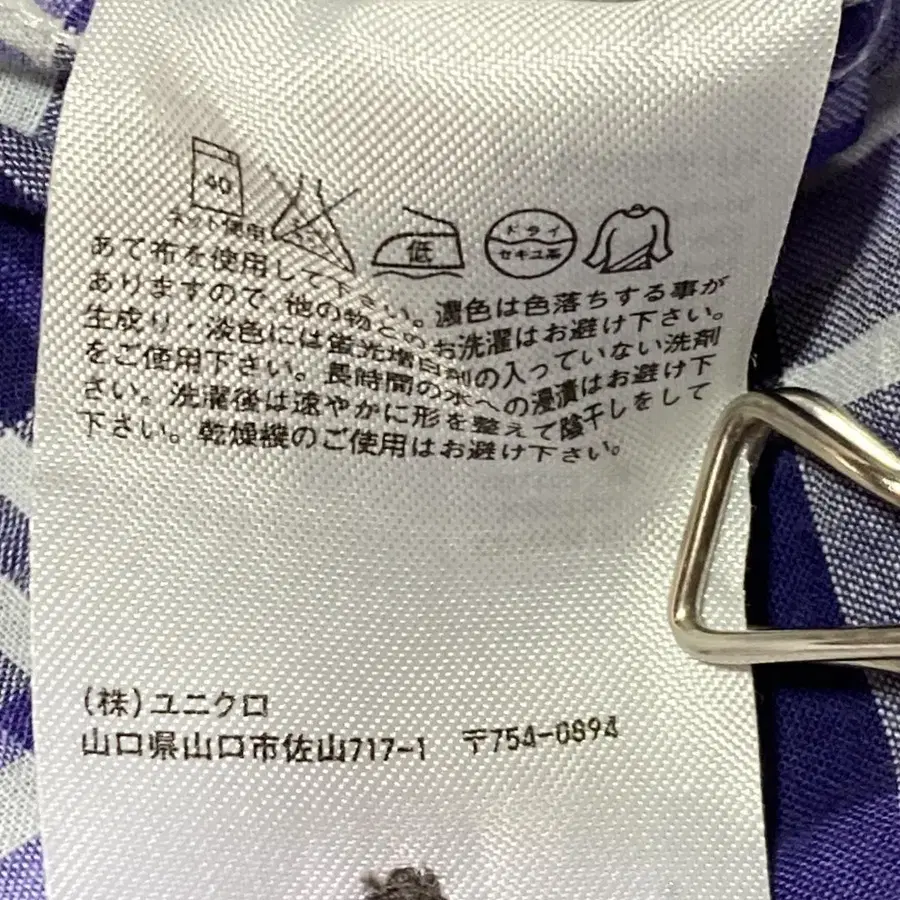 40
ネット使用
低
ドライ
セキユ系
あて布を使用して下さい。濃色は色落ちする事が
ありますので、他の物とのお洗濯はお避け下さい。
生成り・淡色には蛍光増白剤の入っていない洗剤
をご使用下さい。長時間の水への浸漬はお避け下
さい。洗濯後は速やかに形を整えて陰干しをして
下さい。乾燥機のご使用はお避け下さい。
(株)ユニクロ
山口県山口市佐山717-1 〒754-0894